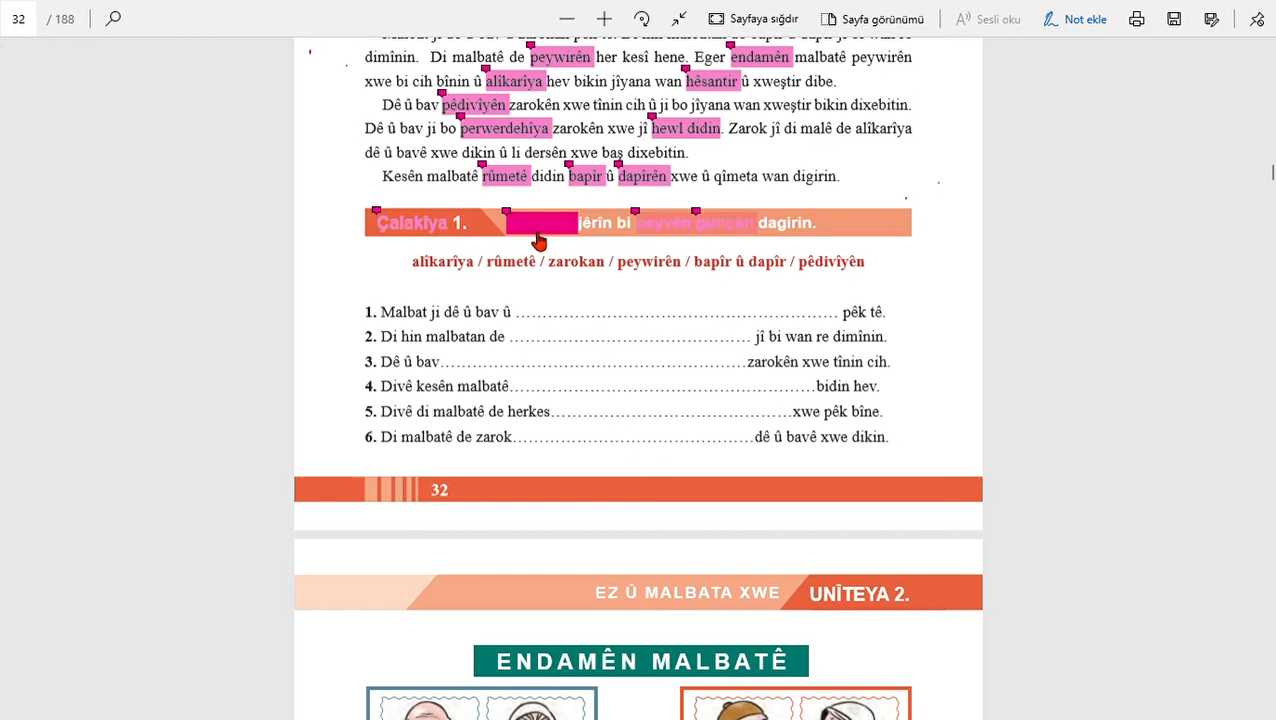 32 / 188 Sayfaya sığdır Sayfa görünümü Sesli oku Not ekle
dimînin. Di malbatê de peywirên her kesî hene. Eger endamên malbatê peywirên
xwe bi cih bînin û alîkarîya hev bikin jîyana wan hêsantir û xweştir dibe.
Dê û bav pêdivîyên zarokên xwe tînin cih û ji bo jîyana wan xweştir bikin dixebitin.
Dê û bav ji bo perwerdehîya zarokên xwe jî hewl didin. Zarok jî di malê de alîkarîya
dê û bavê xwe dikin û li dersên xwe baş dixebitin.
Kesên malbatê rûmetê didin bapîr û dapîrên xwe û qîmeta wan digirin.
Çalakîya 1. jêrîn bi peyvên guncan dagirin.
alîkarîya / rûmetê / zarokan / peywirên / bapîr û dapîr / pêdivîyên
1. Malbat ji dê û bav û ........................................ pêk tê.
2. Di hin malbatan de ........................................ jî bi wan re dimînin.
3. Dê û bav........................................zarokên xwe tînin cih.
4. Divê kesên malbatê........................................bidin hev.
5. Divê di malbatê de herkes........................................xwe pêk bîne.
6. Di malbatê de zarok........................................dê û bavê xwe dikin.
32
EZ Û MALBATA XWE UNÎTEYA 2.
ENDAMÊN MALBATÊ